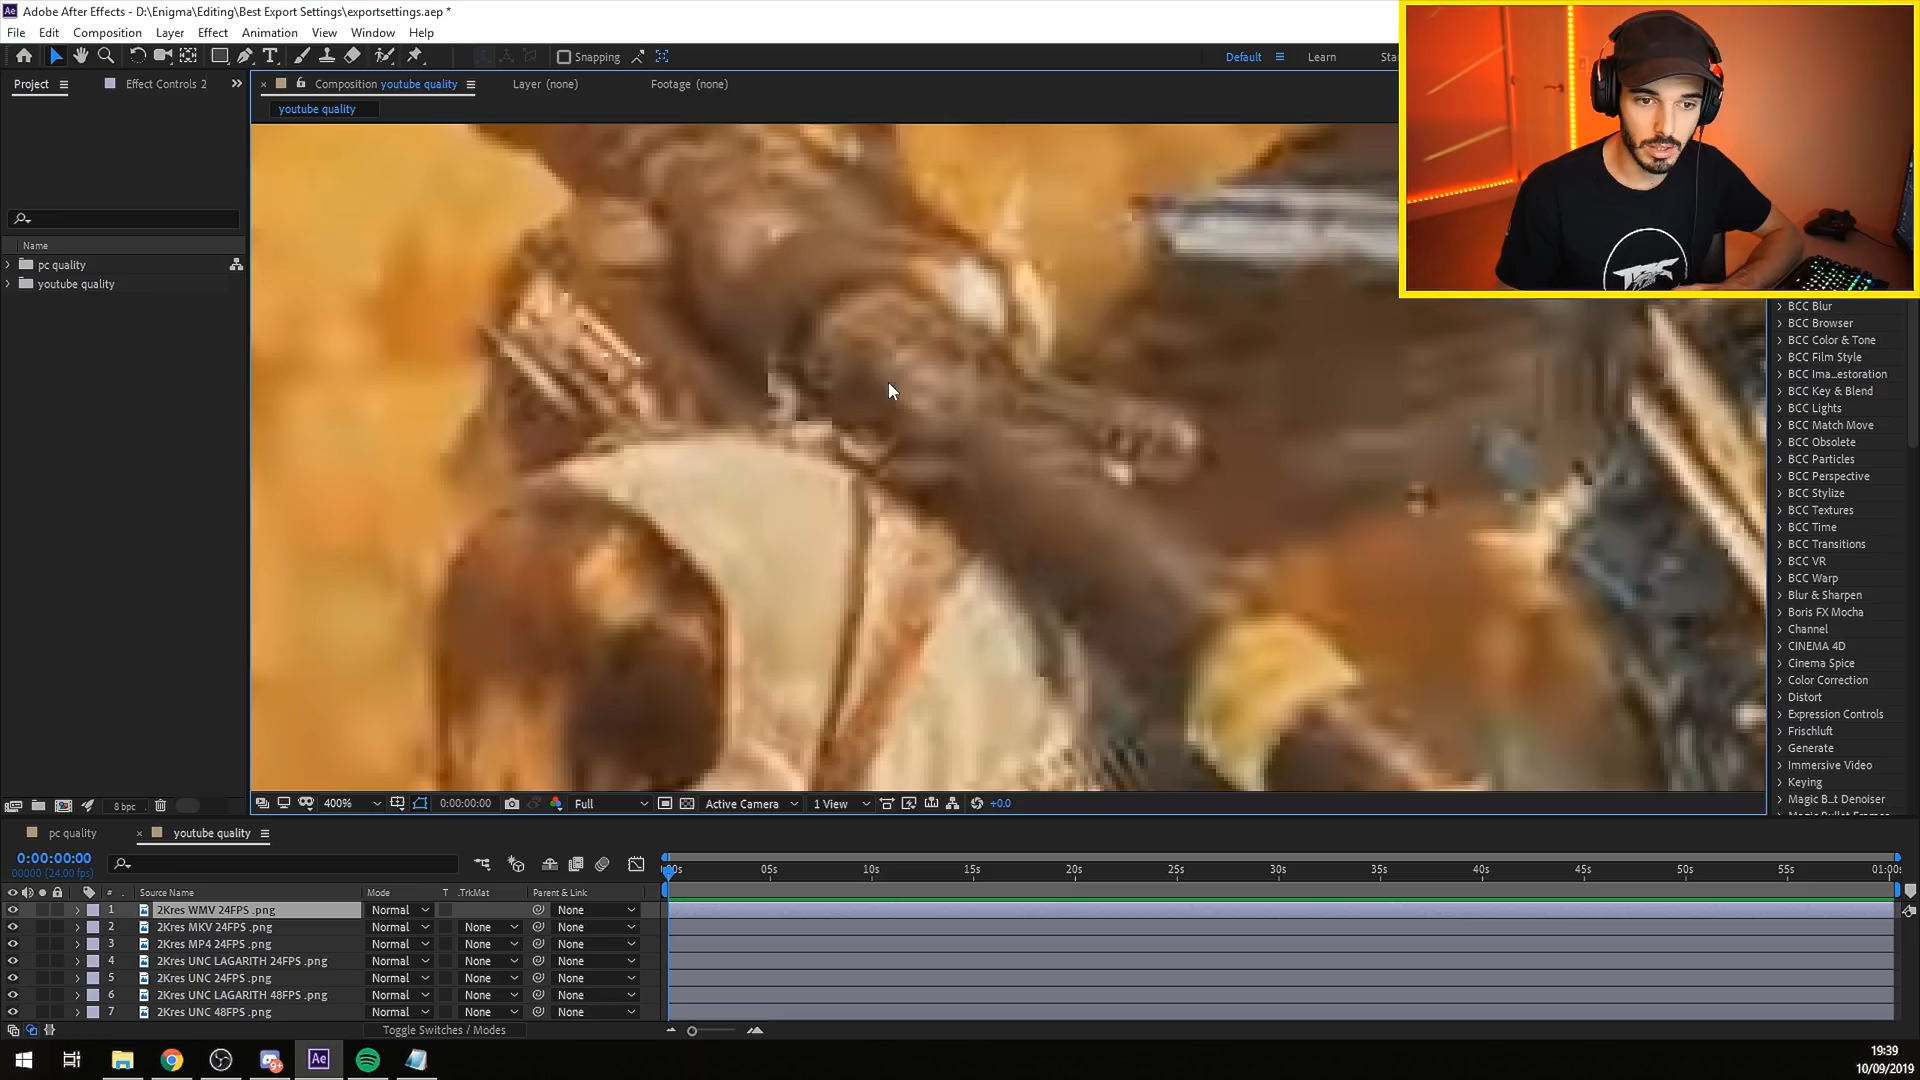 Adobe After Effects - D:\Enigma\Editing\Best Export Settings\exportsettings.aep *
File Edit Composition Layer Effect Animation View Window Help
Snapping
Default
Learn
Sta
Project
Effect Controls 2
Composition youtube quality
Layer (none)
Footage (none)
youtube quality
Name
pc quality
youtube quality
BCC Blur
BCC Browser
BCC Color & Tone
BCC Film Style
BCC Ima...estoration
BCC Key & Blend
BCC Lights
BCC Match Move
BCC Obsolete
BCC Particles
BCC Perspective
BCC Stylize
BCC Textures
BCC Time
BCC Transitions
BCC VR
BCC Warp
Blur & Sharpen
Boris FX Mocha
Channel
CINEMA 4D
Cinema Spice
Color Correction
Distort
Expression Controls
Frischluft
Generate
Immersive Video
Keying
Magic B...t Denoiser
8 bpc
400%
0:00:00:00
Full
Active Camera
1 View
+0.0
pc quality
youtube quality
0:00:00:00
00000 (24.00 fps)
05s 10s 15s 20s 25s 30s 35s 40s 45s 50s 55s 01:00
# Source Name Mode T .TrkMat Parent & Link
1 2Kres WMV 24FPS .png Normal None
2 2Kres MKV 24FPS .png Normal None None
3 2Kres MP4 24FPS .png Normal None None
4 2Kres UNC LAGARITH 24FPS .png Normal None None
5 2Kres UNC 24FPS .png Normal None None
6 2Kres UNC LAGARITH 48FPS .png Normal None None
7 2Kres UNC 48FPS .png Normal None None
Toggle Switches / Modes
Ae
9+
19:39
10/09/2019